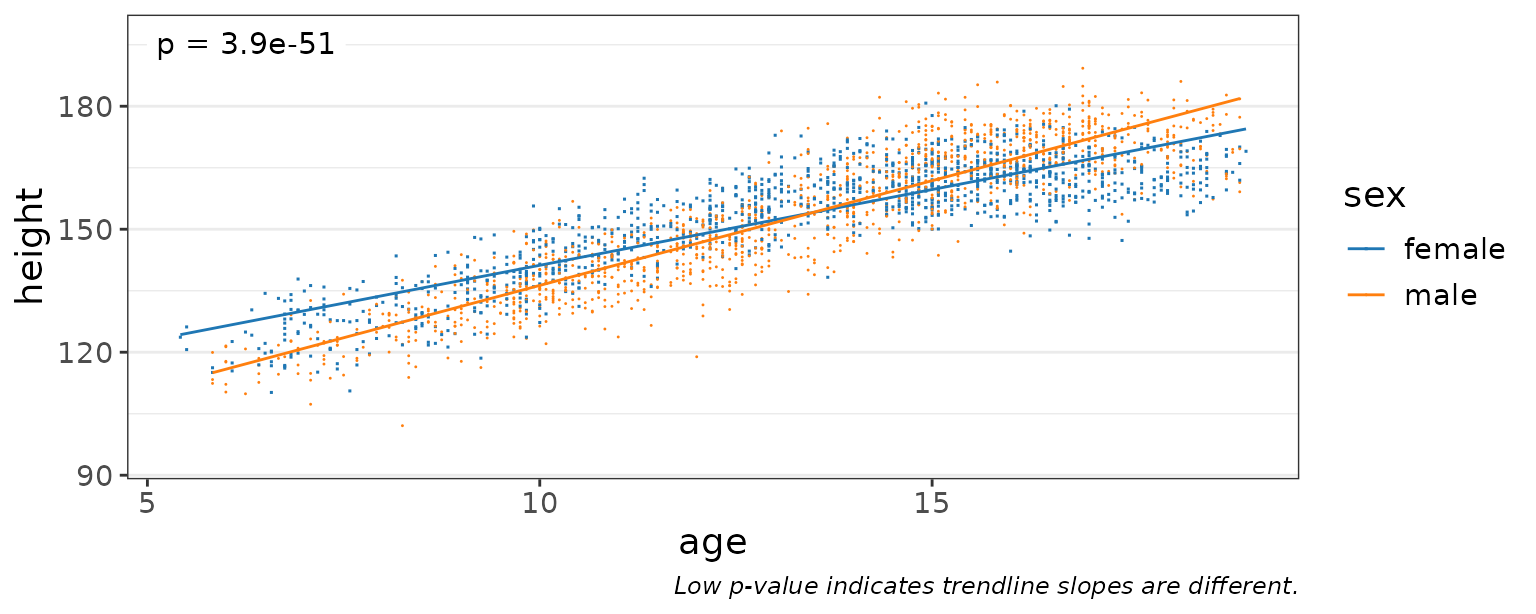 p = 3.9e-51
height
180
150
120
90
5 10 15
age
sex
female
male
Low p-value indicates trendline slopes are different.